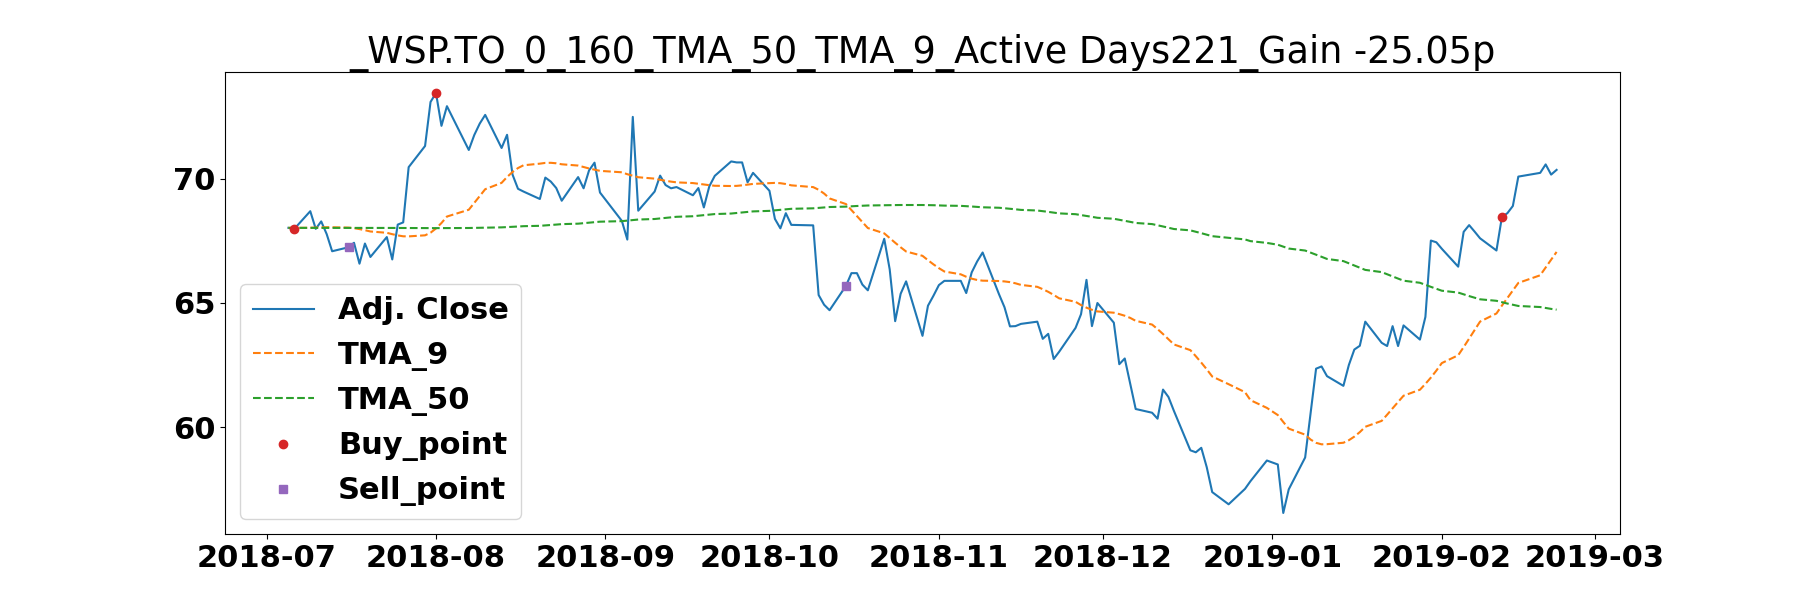 _WSP.TO_0_160_TMA_50_TMA_9_Active Days221_Gain -25.05p
70
65
60
Adj. Close
TMA_9
TMA_50
Buy_point
Sell_point
2018-07 2018-08 2018-09 2018-10 2018-11 2018-12 2019-01 2019-02 2019-03